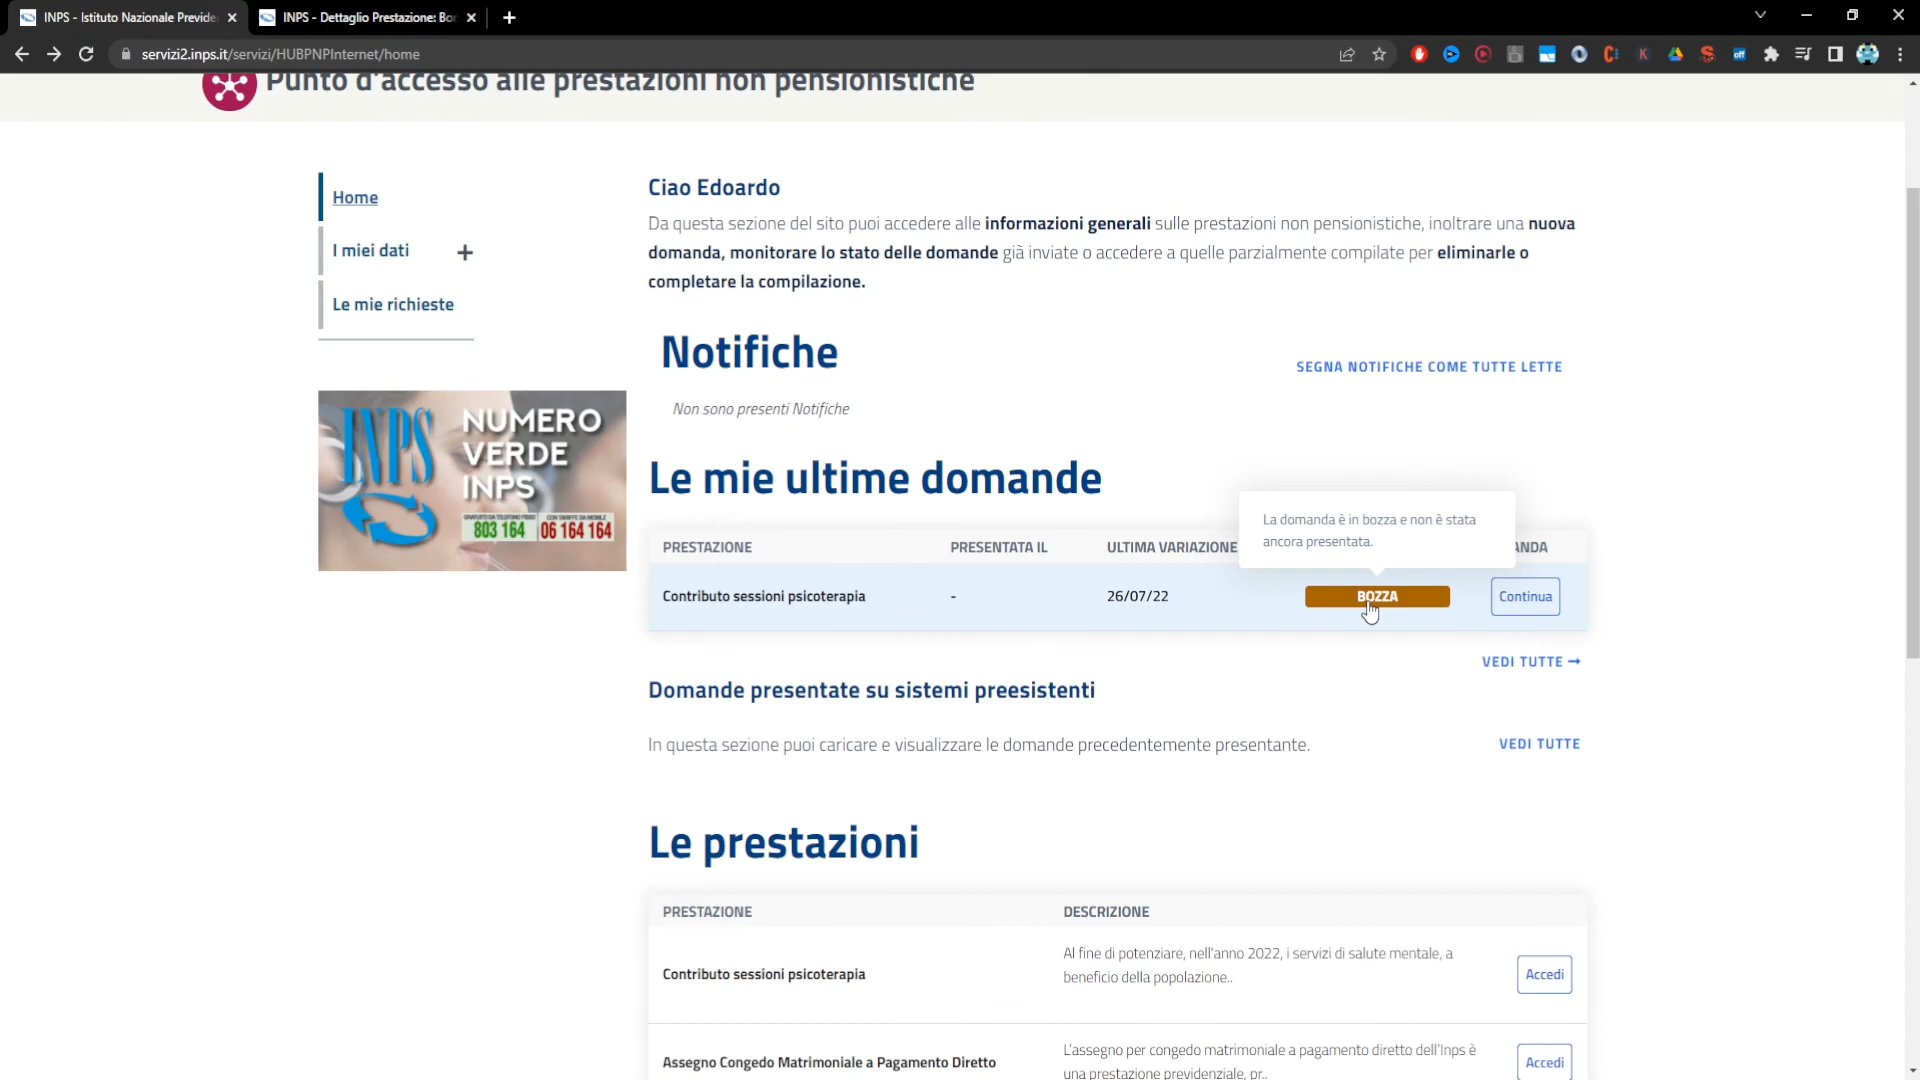 INPS - Istituto Nazionale Previde
INPS - Dettaglio Prestazione: Bo
servizi2.inps.it/servizi/HUBPNPInternet/home
Punto d'accesso alle prestazioni non pensionistiche
Home
I miei dati
Le mie richieste
INPS
NUMERO
VERDE
INPS
803 164
06 164 164
Ciao Edoardo
Da questa sezione del sito puoi accedere alle informazioni generali sulle prestazioni non pensionistiche, inoltrare una nuova
domanda, monitorare lo stato delle domande già inviate o accedere a quelle parzialmente compilate per eliminarle o
completare la compilazione.
Notifiche
SEGNA NOTIFICHE COME TUTTE LETTE
Non sono presenti Notifiche
Le mie ultime domande
La domanda è in bozza e non è stata
ancora presentata.
PRESTAZIONE PRESENTATA IL ULTIMA VARIAZIONE ANDA
Contributo sessioni psicoterapia - 26/07/22 BOZZA Continua
VEDI TUTTE →
Domande presentate su sistemi preesistenti
In questa sezione puoi caricare e visualizzare le domande precedentemente presentante. VEDI TUTTE
Le prestazioni
PRESTAZIONE DESCRIZIONE
Al fine di potenziare, nell'anno 2022, i servizi di salute mentale, a
Contributo sessioni psicoterapia Accedi
beneficio della popolazione..
L'assegno per congedo matrimoniale a pagamento diretto dell'Inps è
Assegno Congedo Matrimoniale a Pagamento Diretto Accedi
una prestazione previdenziale, pr..